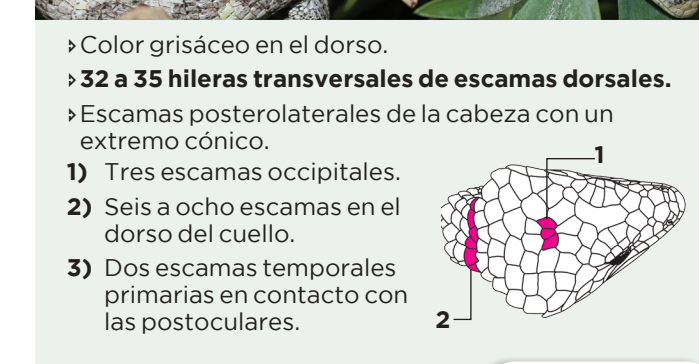 ▹Color grisáceo en el dorso.
▹32 a 35 hileras transversales de escamas dorsales.
▹Escamas posterolaterales de la cabeza con un
extremo cónico.
1) Tres escamas occipitales.
2) Seis a ocho escamas en el
dorso del cuello.
3) Dos escamas temporales
primarias en contacto con
las postoculares.
1
2